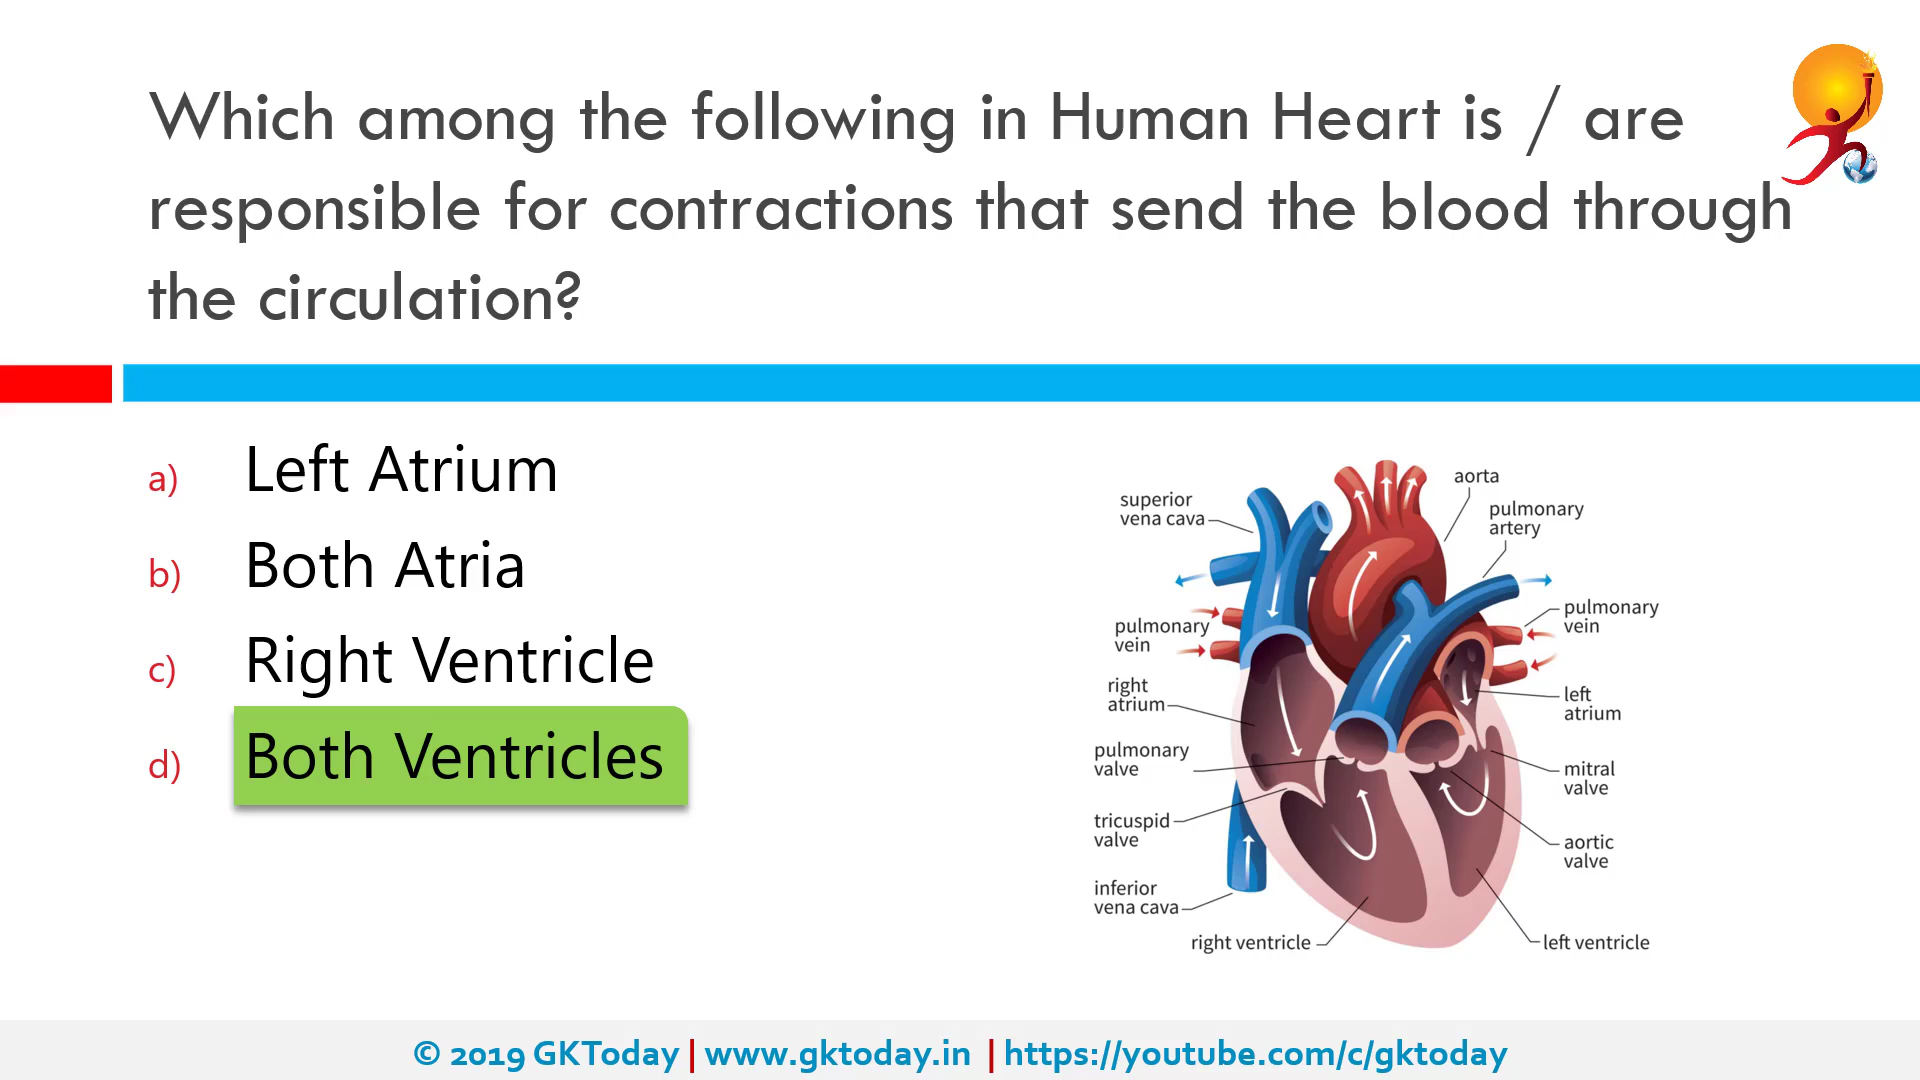 Which among the following in Human Heart is / are
responsible for contractions that send the blood through
the circulation?
a) Left Atrium
b) Both Atria
c) Right Ventricle
d) Both Ventricles
superior
vena cava
aorta
pulmonary
artery
pulmonary
vein
pulmonary
vein
right
atrium
left
atrium
pulmonary
valve
mitral
valve
tricuspid
valve
aortic
valve
inferior
vena cava
right ventricle
left ventricle
© 2019 GKToday | www.gktoday.in | https://youtube.com/c/gktoday